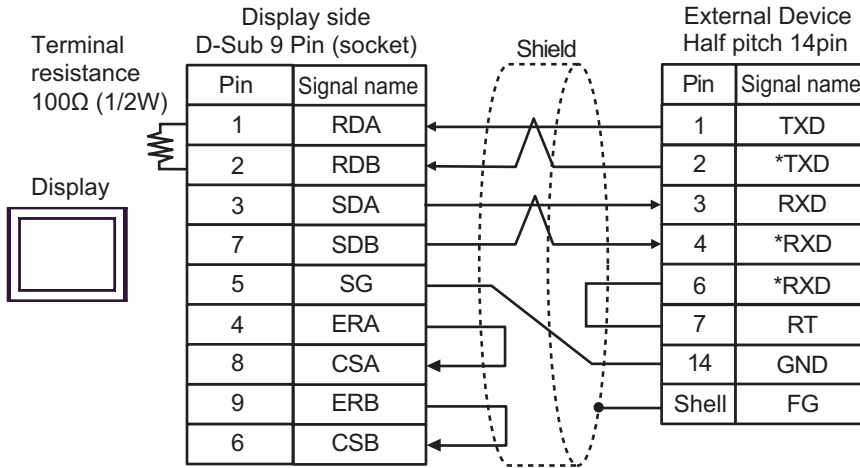 Display side
D-Sub 9 Pin (socket)
Terminal
resistance
100Ω (1/2W)
Display
Pin Signal name
1 RDA
2 RDB
3 SDA
7 SDB
5 SG
4 ERA
8 CSA
9 ERB
6 CSB
Shield
External Device
Half pitch 14pin
Pin Signal name
1 TXD
2 *TXD
3 RXD
4 *RXD
6 *RXD
7 RT
14 GND
Shell FG